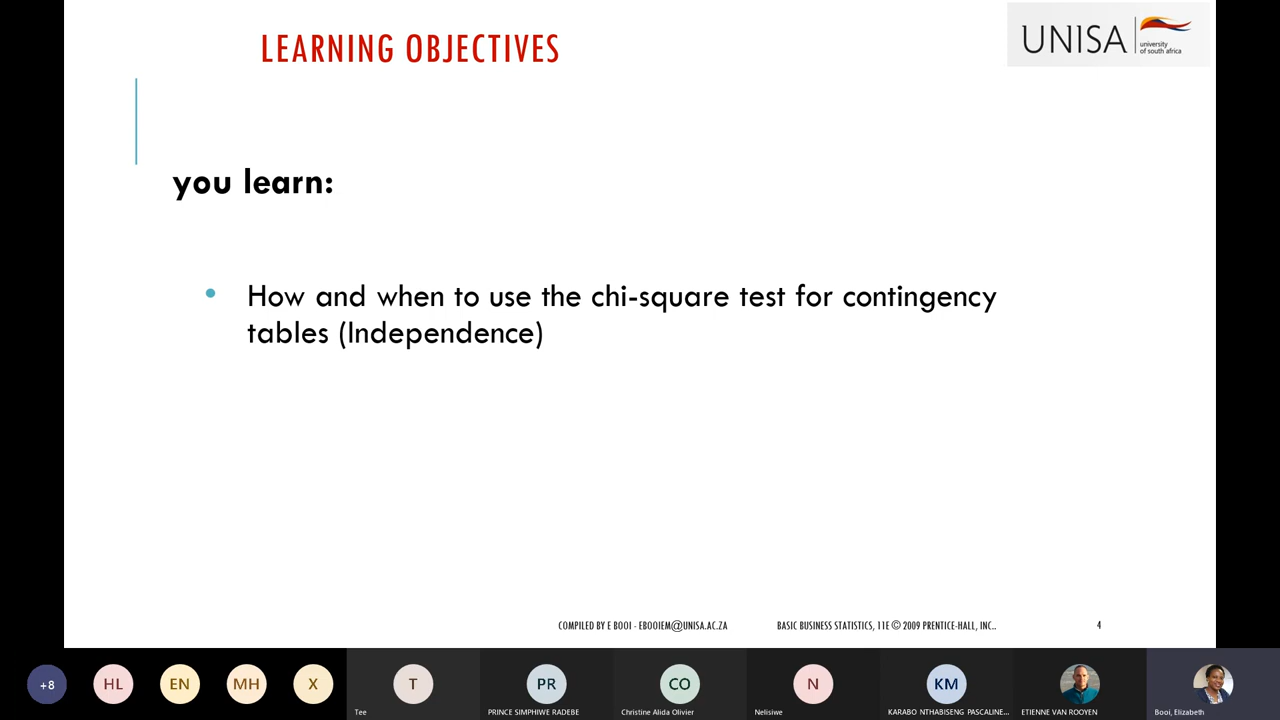 LEARNING OBJECTIVES
UNISA
university
of south africa
you learn:
• How and when to use the chi-square test for contingency
tables (Independence)
COMPILED BY E BOOI - EBOOIEM@UNISA.AC.ZA
BASIC BUSINESS STATISTICS, 11E © 2009 PRENTICE-HALL, INC..
4
+8
HL
EN
MH
X
T
PR
CO
N
KM
Tee
PRINCE SIMPHIWE RADEBE
Christine Alida Olivier
Nelisiwe
KARABO NTHABISENG PASCALINE...
ETIENNE VAN ROOYEN
Booi, Elizabeth